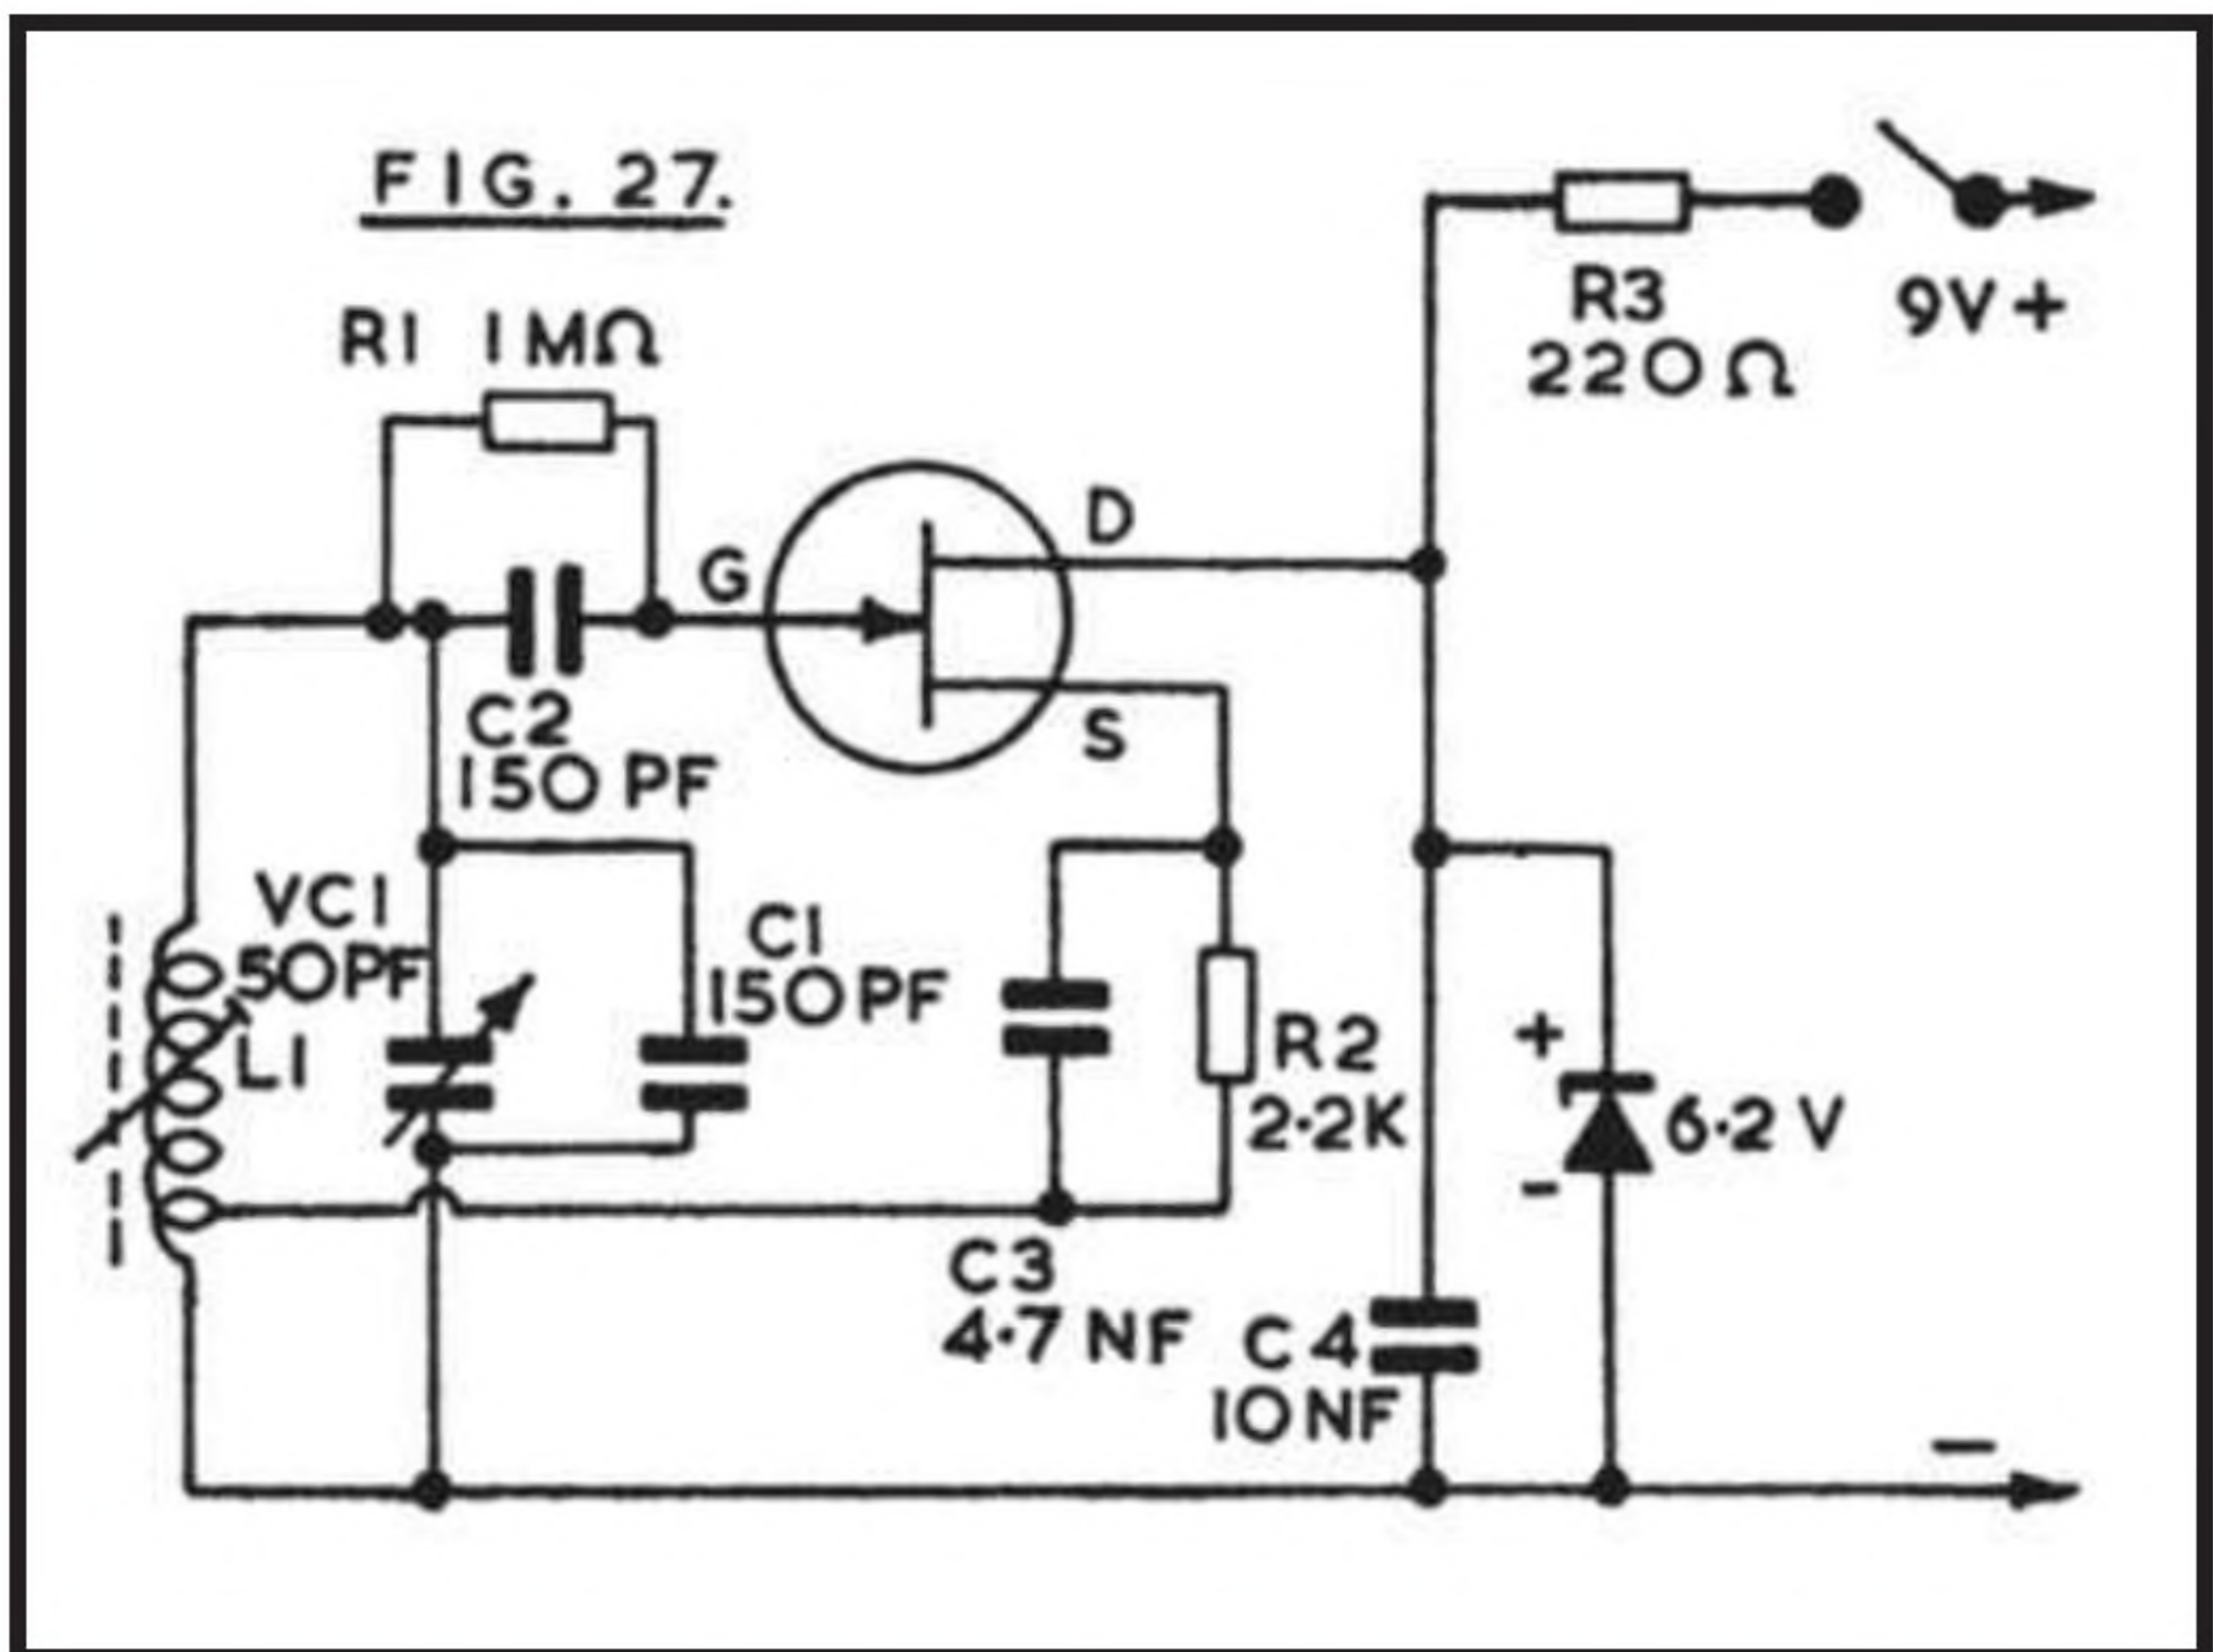 FIG. 27.
R1 1MΩ
R3
220Ω
9V+
D
G
S
C2
150 PF
VC1
50PF
L1
C1
150PF
R2
2·2K
+
6·2 V
-
C3
4·7 NF
C4
10NF
-